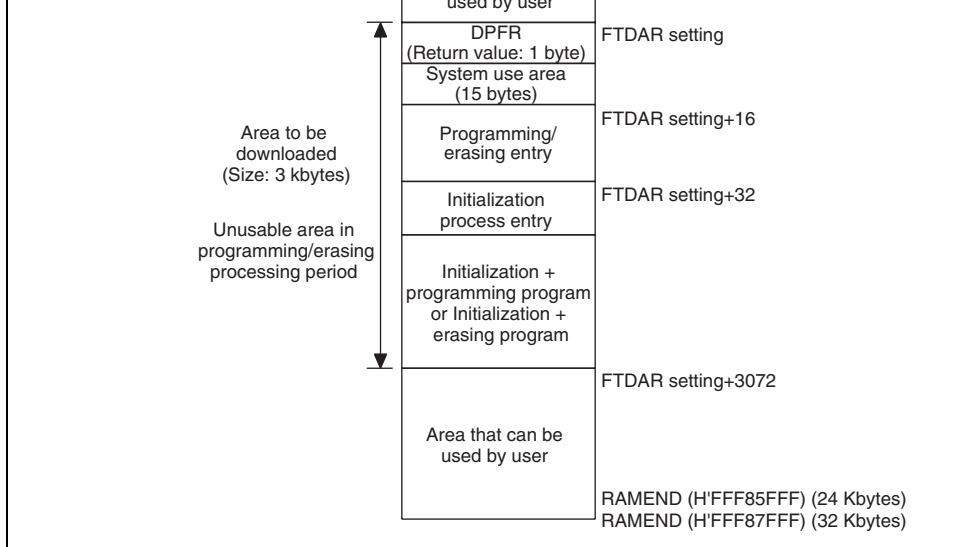 used by user
DPFR
(Return value: 1 byte)
FTDAR setting
System use area
(15 bytes)
FTDAR setting+16
Programming/
erasing entry
Area to be
downloaded
(Size: 3 kbytes)
FTDAR setting+32
Initialization
process entry
Unusable area in
programming/erasing
processing period
Initialization +
programming program
or Initialization +
erasing program
FTDAR setting+3072
Area that can be
used by user
RAMEND (H'FFF85FFF) (24 Kbytes)
RAMEND (H'FFF87FFF) (32 Kbytes)